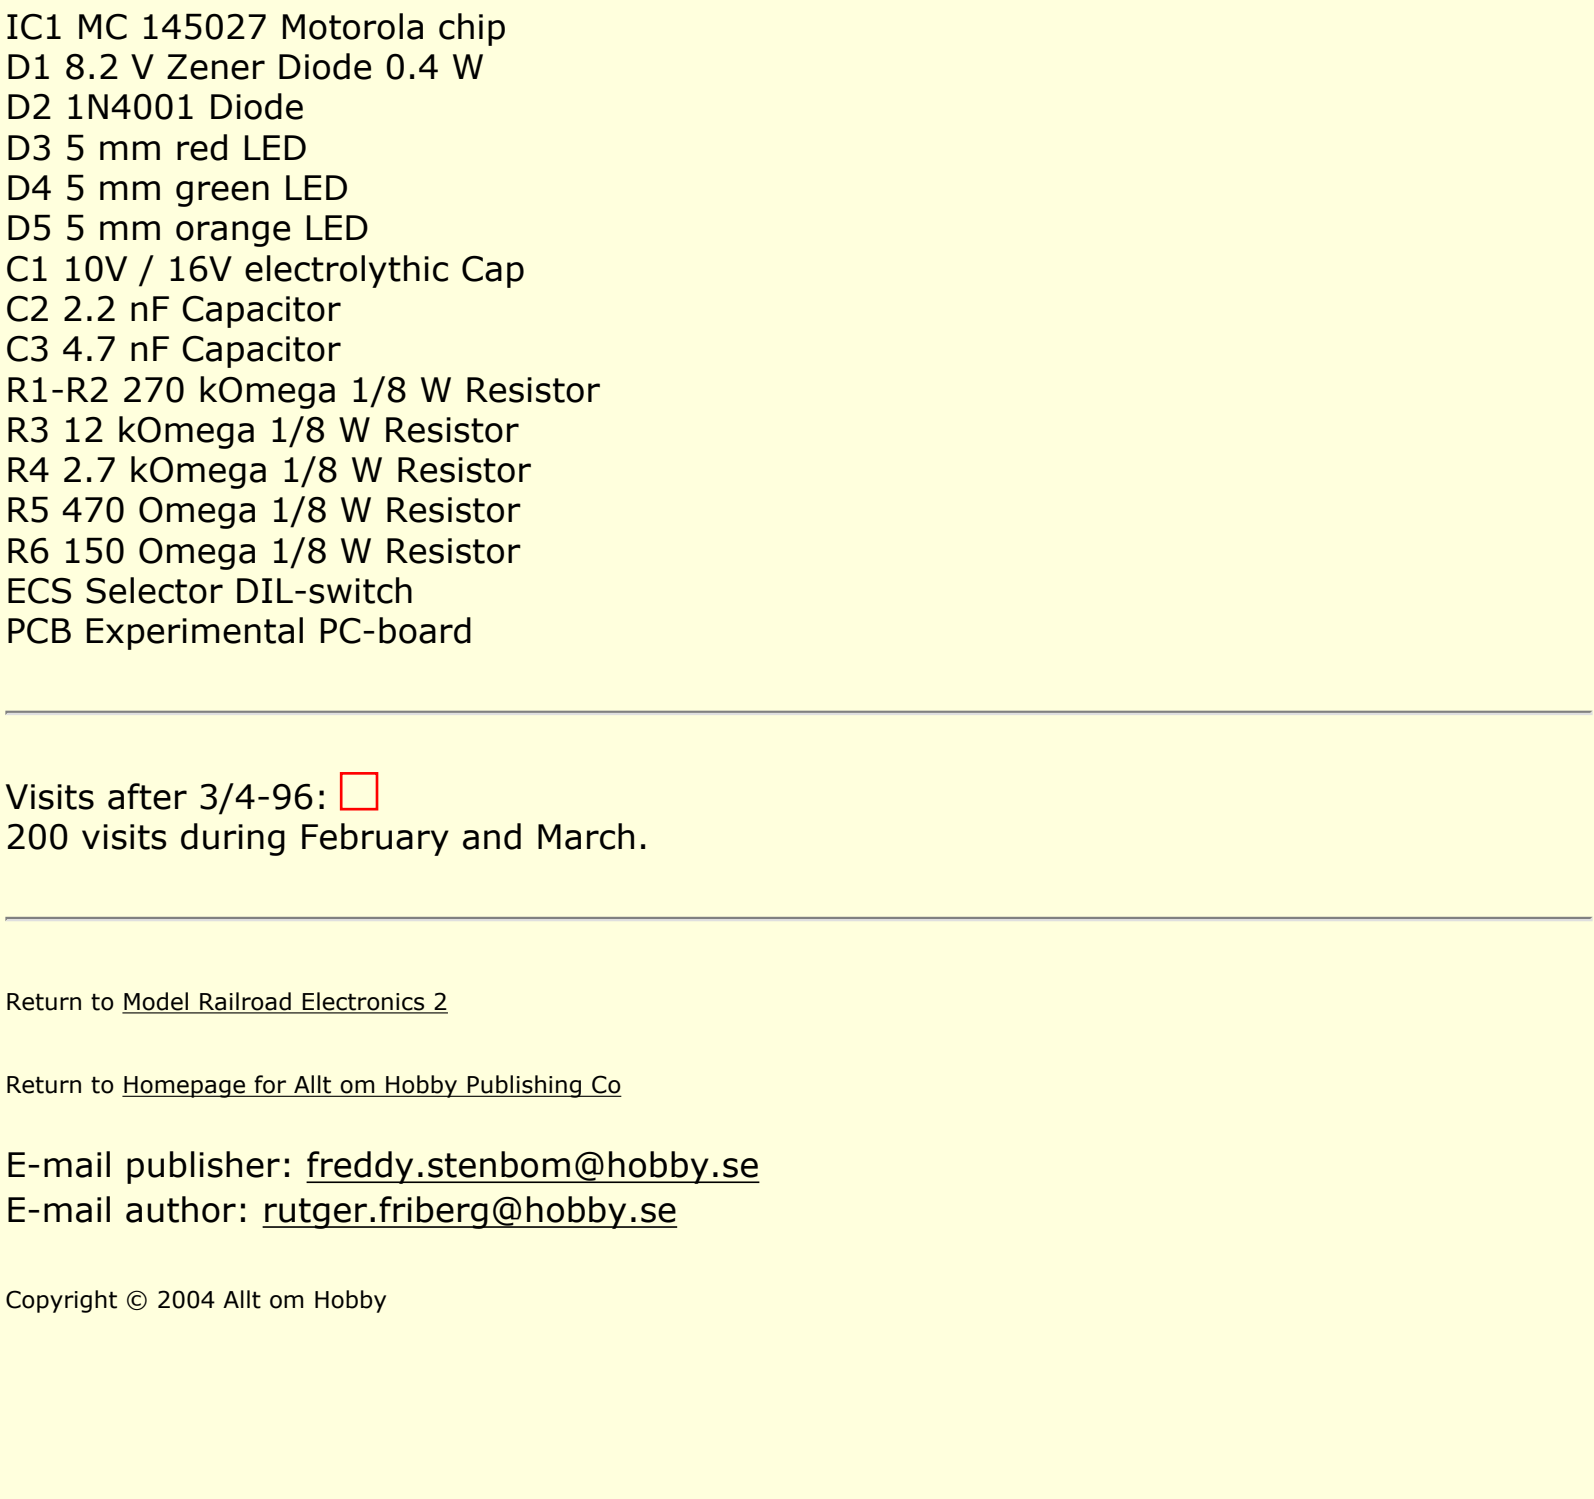 IC1 MC 145027 Motorola chip
D1 8.2 V Zener Diode 0.4 W
D2 1N4001 Diode
D3 5 mm red LED
D4 5 mm green LED
D5 5 mm orange LED
C1 10V / 16V electrolythic Cap
C2 2.2 nF Capacitor
C3 4.7 nF Capacitor
R1-R2 270 kOmega 1/8 W Resistor
R3 12 kOmega 1/8 W Resistor
R4 2.7 kOmega 1/8 W Resistor
R5 470 Omega 1/8 W Resistor
R6 150 Omega 1/8 W Resistor
ECS Selector DIL-switch
PCB Experimental PC-board
Visits after 3/4-96:
200 visits during February and March.
Return to Model Railroad Electronics 2
Return to Homepage for Allt om Hobby Publishing Co
E-mail publisher: freddy.stenbom@hobby.se
E-mail author: rutger.friberg@hobby.se
Copyright © 2004 Allt om Hobby